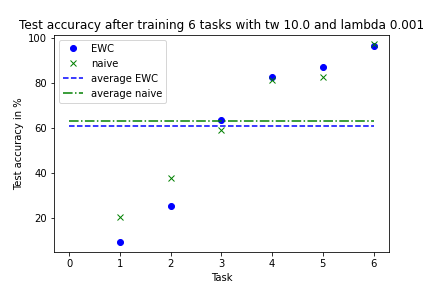 Test accuracy after training 6 tasks with tw 10.0 and lambda 0.001
EWC
naive
average EWC
average naive
Test accuracy in %
100
80
60
40
20
0 1 2 3 4 5 6
Task